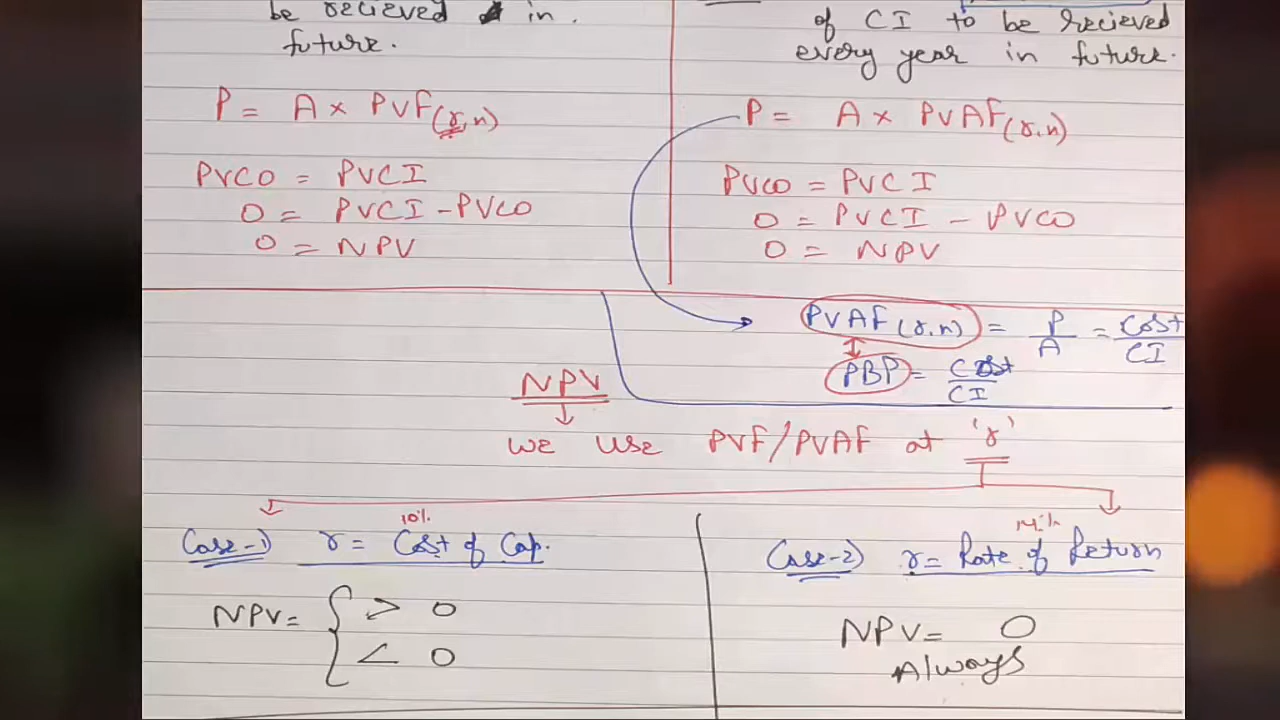 be recieved in.
future.
P = A × PVF(r,n)
PVCO = PVCI
0 = PVCI - PVCO
0 = NPV
of CI to be recieved
every year in future.
P = A × PVAF(r.n)
PVCO = PVCI
0 = PVCI - PVCO
0 = NPV
PVAF(r.n) = P/A = Cost/CI
PBP = Cost/CI
NPV
we use PVF/PVAF at 'r'
10%
Case-1) r = Cost of Cap.
NPV = { > 0
< 0
14%
Case-2) r = Rate of Return
NPV = 0
Always